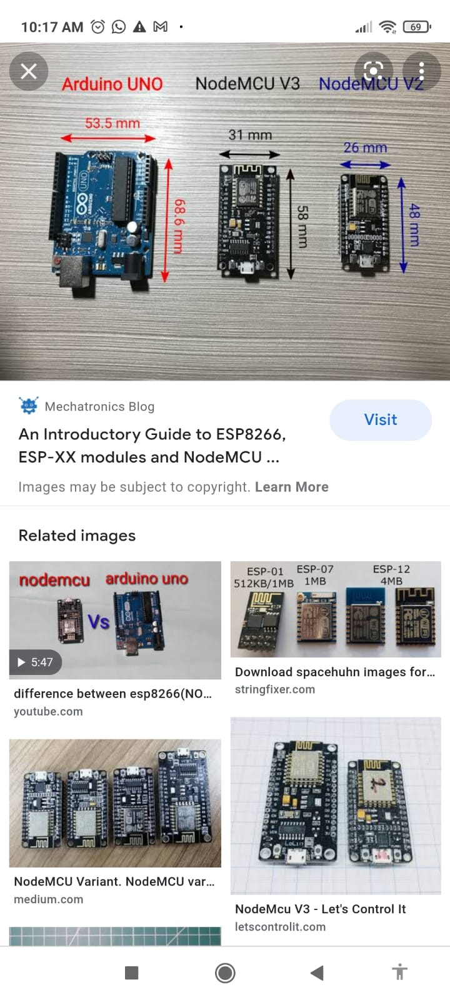 10:17 AM
69
Arduino UNO
NodeMCU V3
NodeMCU V2
53.5 mm
31 mm
26 mm
68.6 mm
58 mm
48 mm
UNO
ARDUINO
Mechatronics Blog
Visit
An Introductory Guide to ESP8266,
ESP-XX modules and NodeMCU ...
Images may be subject to copyright. Learn More
Related images
nodemcu
arduino uno
Vs
5:47
difference between esp8266(NO...
youtube.com
ESP-01
512KB/1MB
ESP-07
1MB
ESP-12
4MB
Download spacehuhn images for...
stringfixer.com
NodeMCU Variant. NodeMCU var...
medium.com
LoLin
NodeMcu V3 - Let's Control It
letscontrolit.com